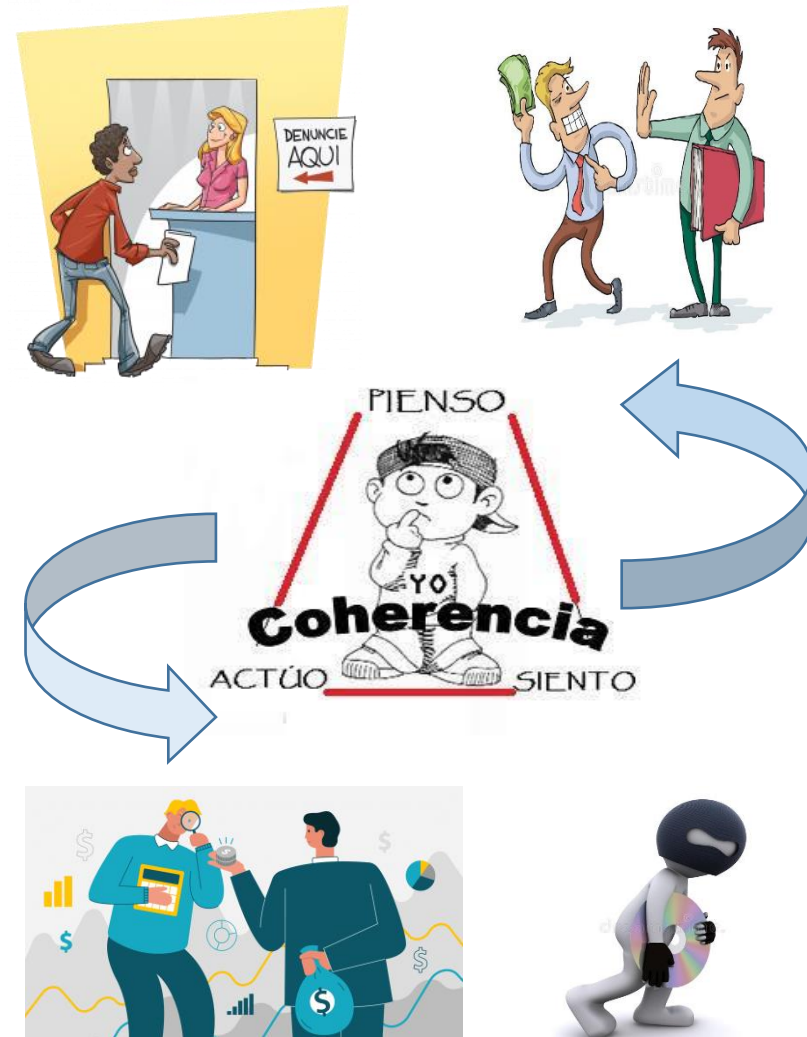 DENUNCIE
AQUI
PIENSO
YO
Coherencia
ACTÚO
SIENTO
$
$
$
$
$